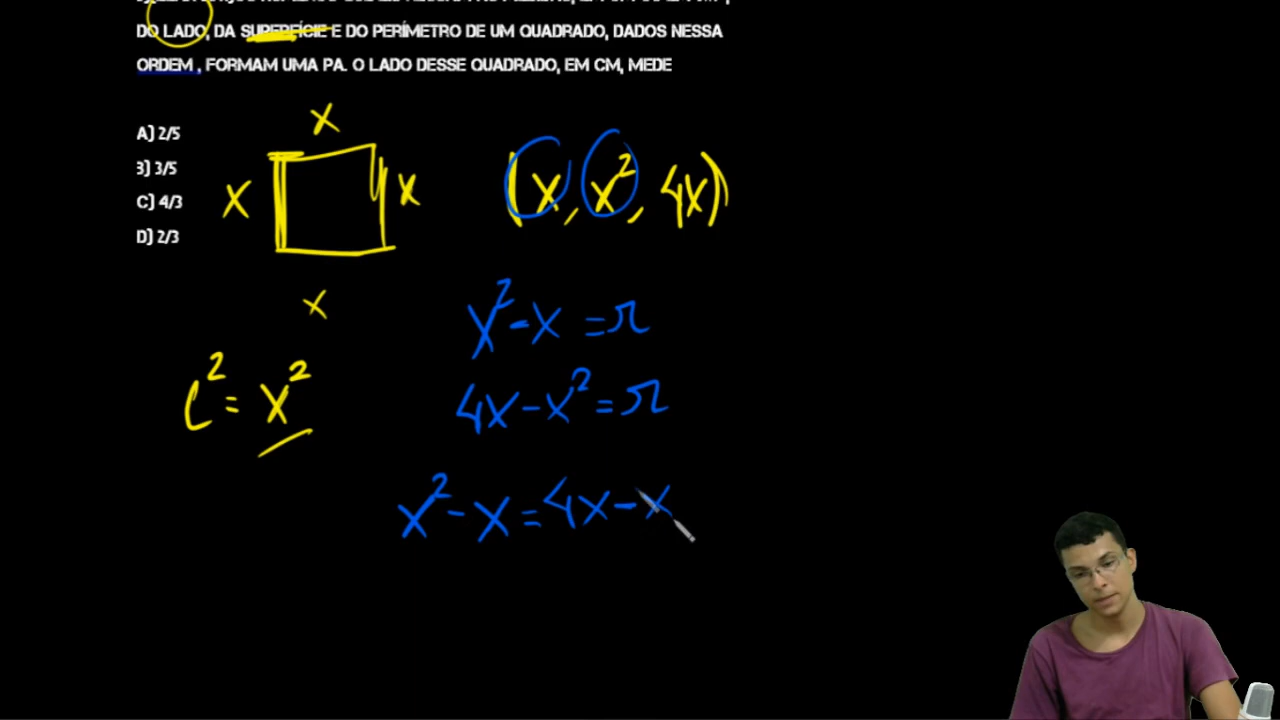 DO LADO, DA SUPERFÍCIE E DO PERÍMETRO DE UM QUADRADO, DADOS NESSA
ORDEM , FORMAM UMA PA. O LADO DESSE QUADRADO, EM CM, MEDE
A) 2/5
B) 3/5
C) 4/3
D) 2/3
x
x
x
x
(x, x², 4x)
x² - x = r
4x - x² = r
l² = x²
x² - x = 4x - x